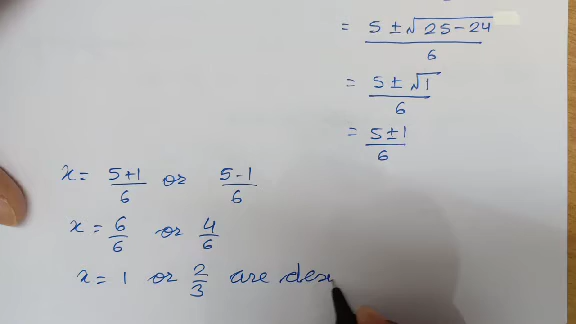 = 5 ± √25 - 24 / 6
= 5 ± √1 / 6
= 5 ± 1 / 6
x = 5+1 / 6 or 5-1 / 6
x = 6/6 or 4/6
x = 1 or 2/3 are